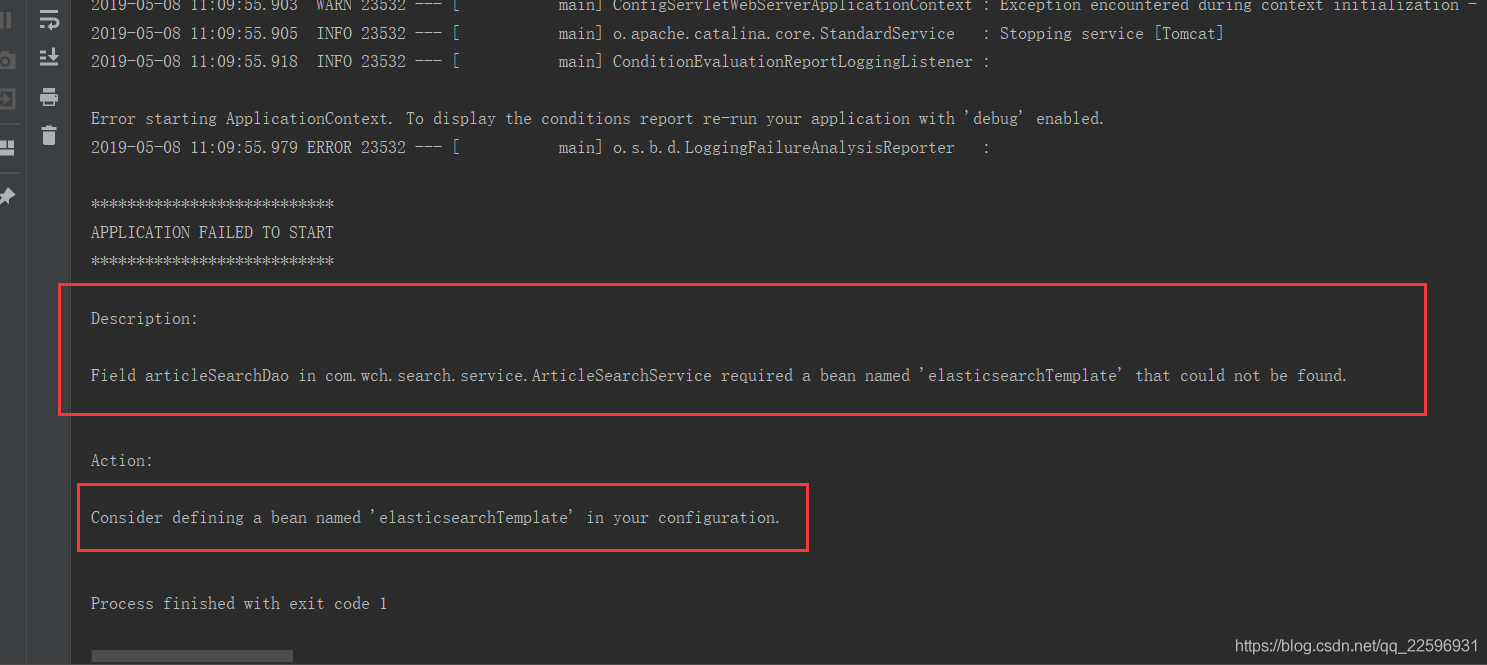 2019-05-08 11:09:55.903  WARN 23532 --- [           main] ConfigServletWebServerApplicationContext : Exception encountered during context initialization -
2019-05-08 11:09:55.905  INFO 23532 --- [           main] o.apache.catalina.core.StandardService   : Stopping service [Tomcat]
2019-05-08 11:09:55.918  INFO 23532 --- [           main] ConditionEvaluationReportLoggingListener :
Error starting ApplicationContext. To display the conditions report re-run your application with 'debug' enabled.
2019-05-08 11:09:55.979 ERROR 23532 --- [           main] o.s.b.d.LoggingFailureAnalysisReporter   :
***************************
APPLICATION FAILED TO START
***************************
Description:
Field articleSearchDao in com.wch.search.service.ArticleSearchService required a bean named 'elasticsearchTemplate' that could not be found.
Action:
Consider defining a bean named 'elasticsearchTemplate' in your configuration.
Process finished with exit code 1
https://blog.csdn.net/qq_22596931